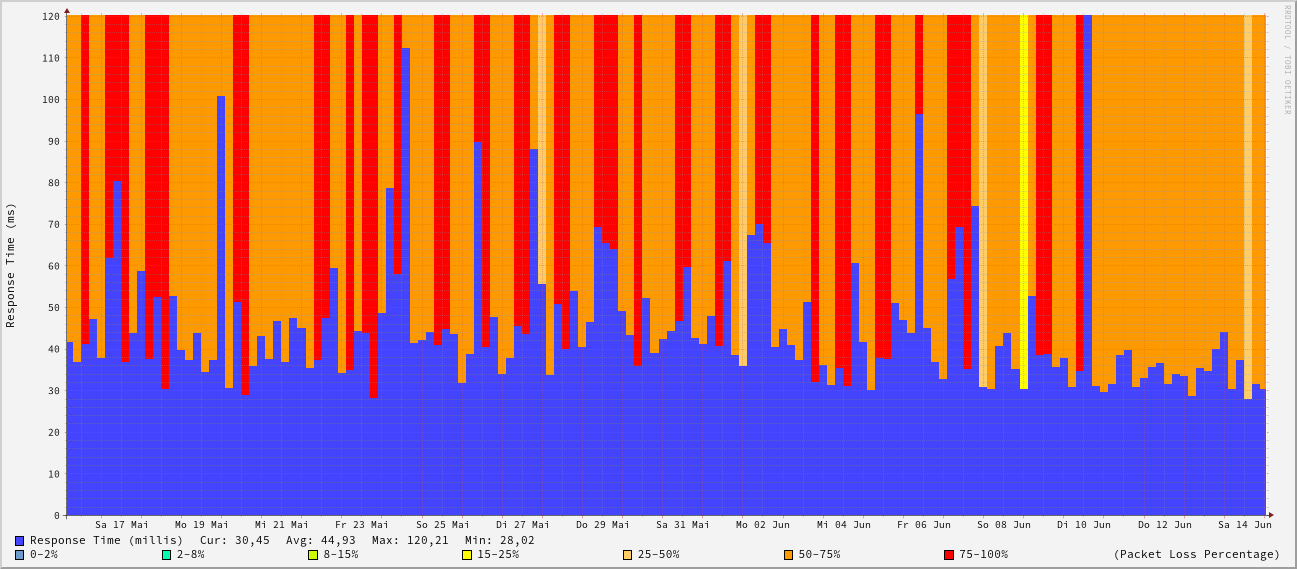 120
110
100
90
80
70
60
50
40
30
20
10
0
Response Time (ms)
RRDTOOL / TOBI OETIKER
Sa 17 Mai Mo 19 Mai Mi 21 Mai Fr 23 Mai So 25 Mai Di 27 Mai Do 29 Mai Sa 31 Mai Mo 02 Jun Mi 04 Jun Fr 06 Jun So 08 Jun Di 10 Jun Do 12 Jun Sa 14 Jun
Response Time (millis) Cur: 30,45 Avg: 44,93 Max: 120,21 Min: 28,02
0-2% 2-8% 8-15% 15-25% 25-50% 50-75% 75-100% (Packet Loss Percentage)